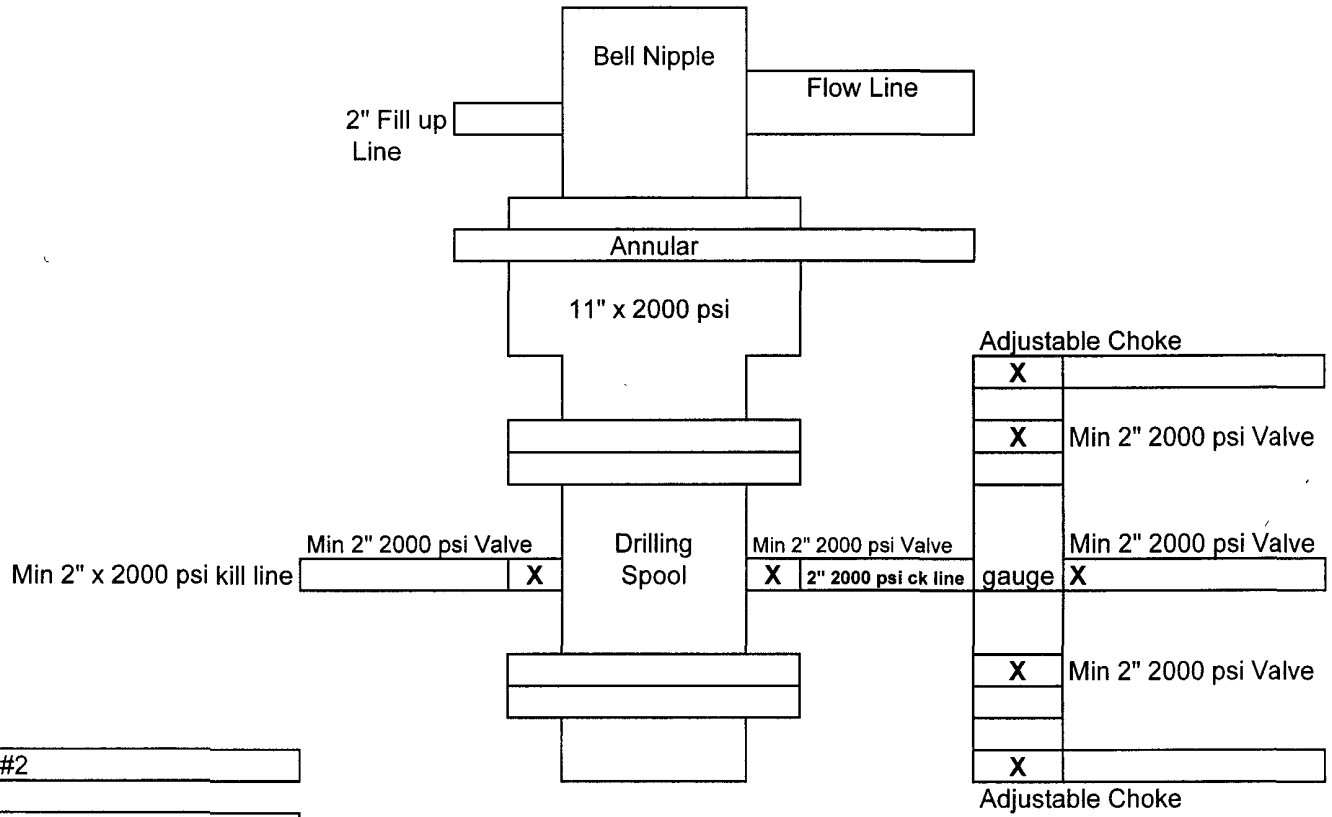 Bell Nipple
Flow Line
2" Fill up
Line
Annular
11" x 2000 psi
Adjustable Choke
X
X Min 2" 2000 psi Valve
Min 2" 2000 psi Valve
Drilling
Spool
Min 2" 2000 psi Valve
Min 2" 2000 psi Valve
Min 2" x 2000 psi kill line
X
X
2" 2000 psi ck line
gauge
X
X Min 2" 2000 psi Valve
#2
X
Adjustable Choke